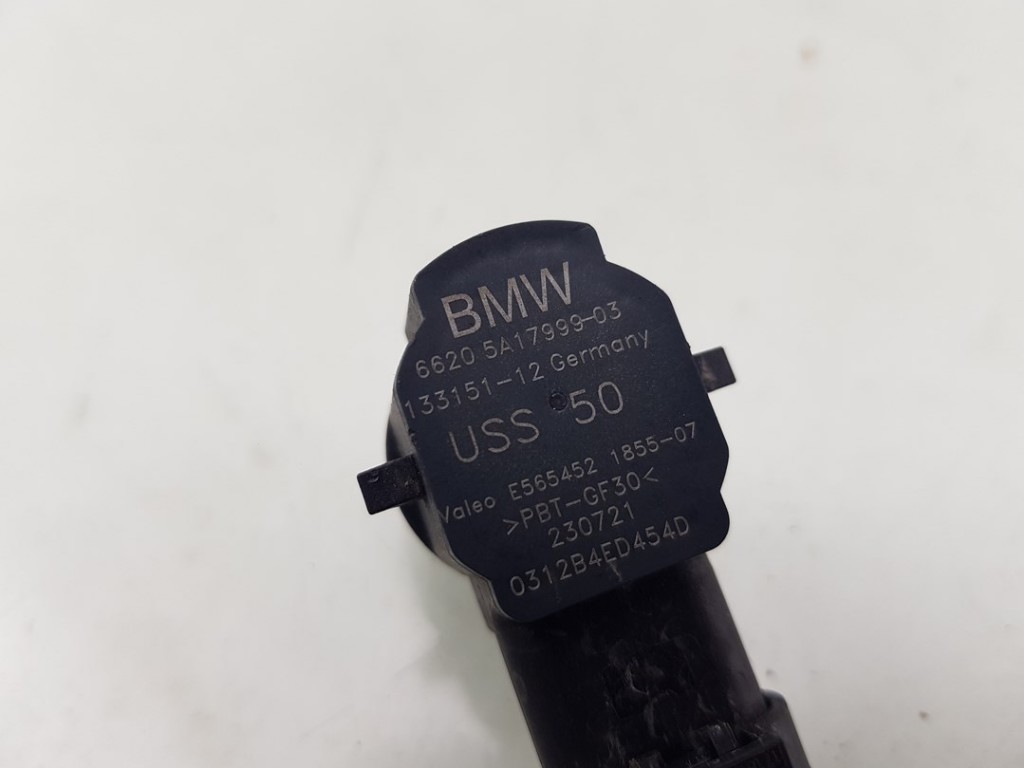 BMW
6620 5A17999-03
133151-12 Germany
USS 50
Valeo E565452 1855-07
>PBT-GF30<
230721
0312B4ED454D